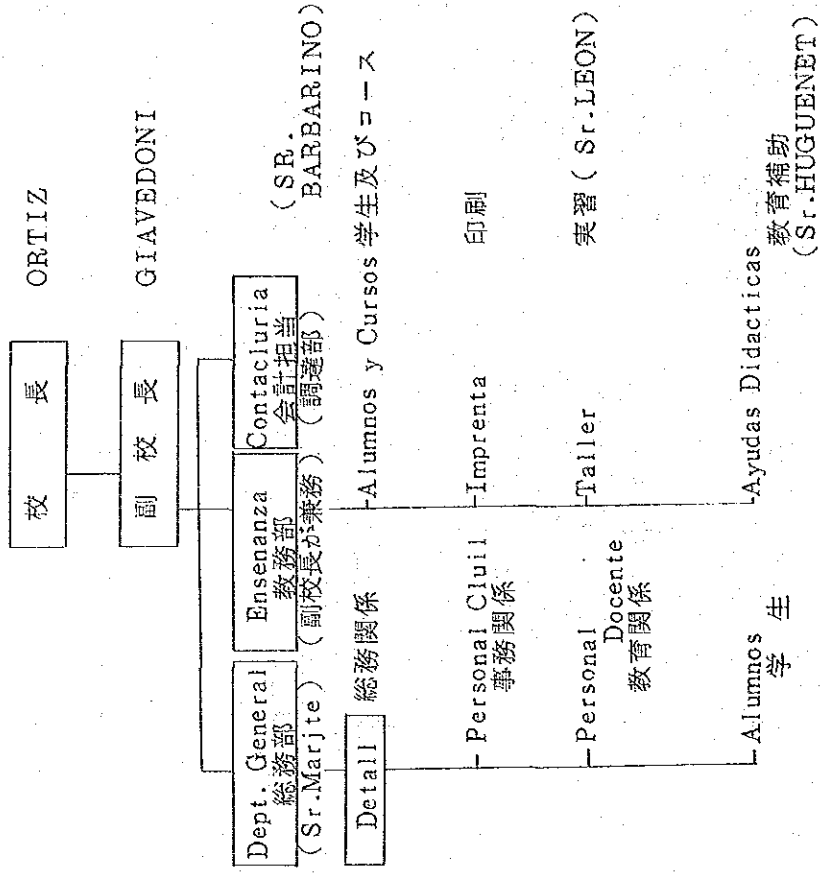 校長 ORTIZ
副校長 GIAVEDONI
Dept. General
総務部
(Sr.Marjte)
Ensenanza
教務部
(副校長が兼務)
Contacluria
会計担当
(調達部)
(SR.
BARBARINO)
Detall 総務関係
Personal Cluil
事務関係
Personal
Docente
教育関係
Alumnos
学生
Alumnos y Cursos 学生及びコース
Imprenta 印刷
Taller 実習(Sr.LEON)
Ayudas Didacticas
教育補助
(Sr.HUGUENET)